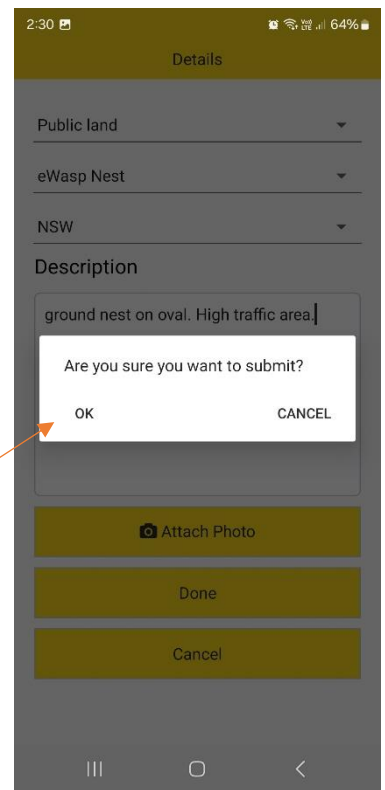 2:30 64%
Details
Public land
eWasp Nest
NSW
Description
ground nest on oval. High traffic area.
Are you sure you want to submit?
OK CANCEL
Attach Photo
Done
Cancel